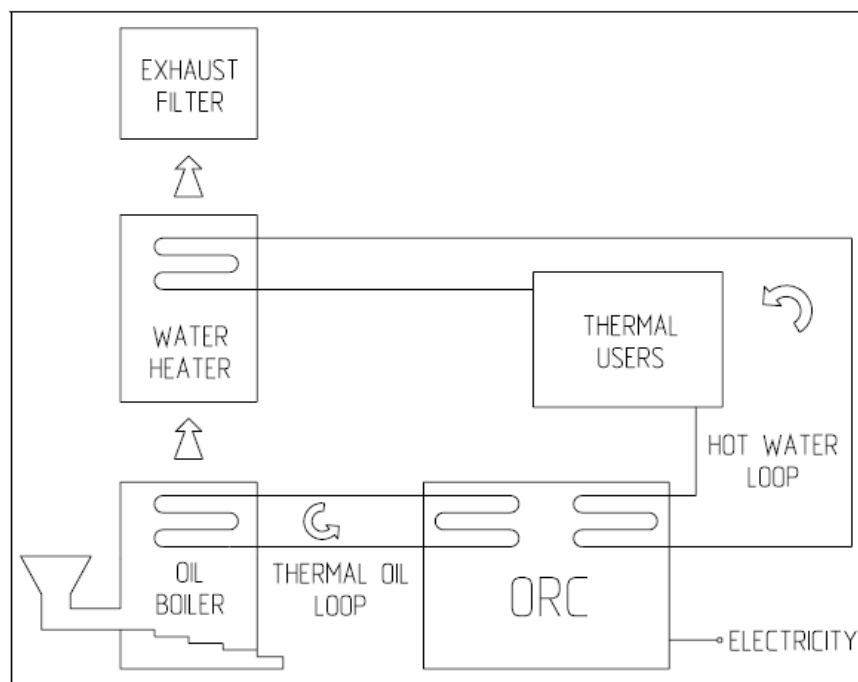 EXHAUST
FILTER
WATER
HEATER
THERMAL
USERS
HOT WATER
LOOP
OIL
BOILER
THERMAL OIL
LOOP
ORC
ELECTRICITY